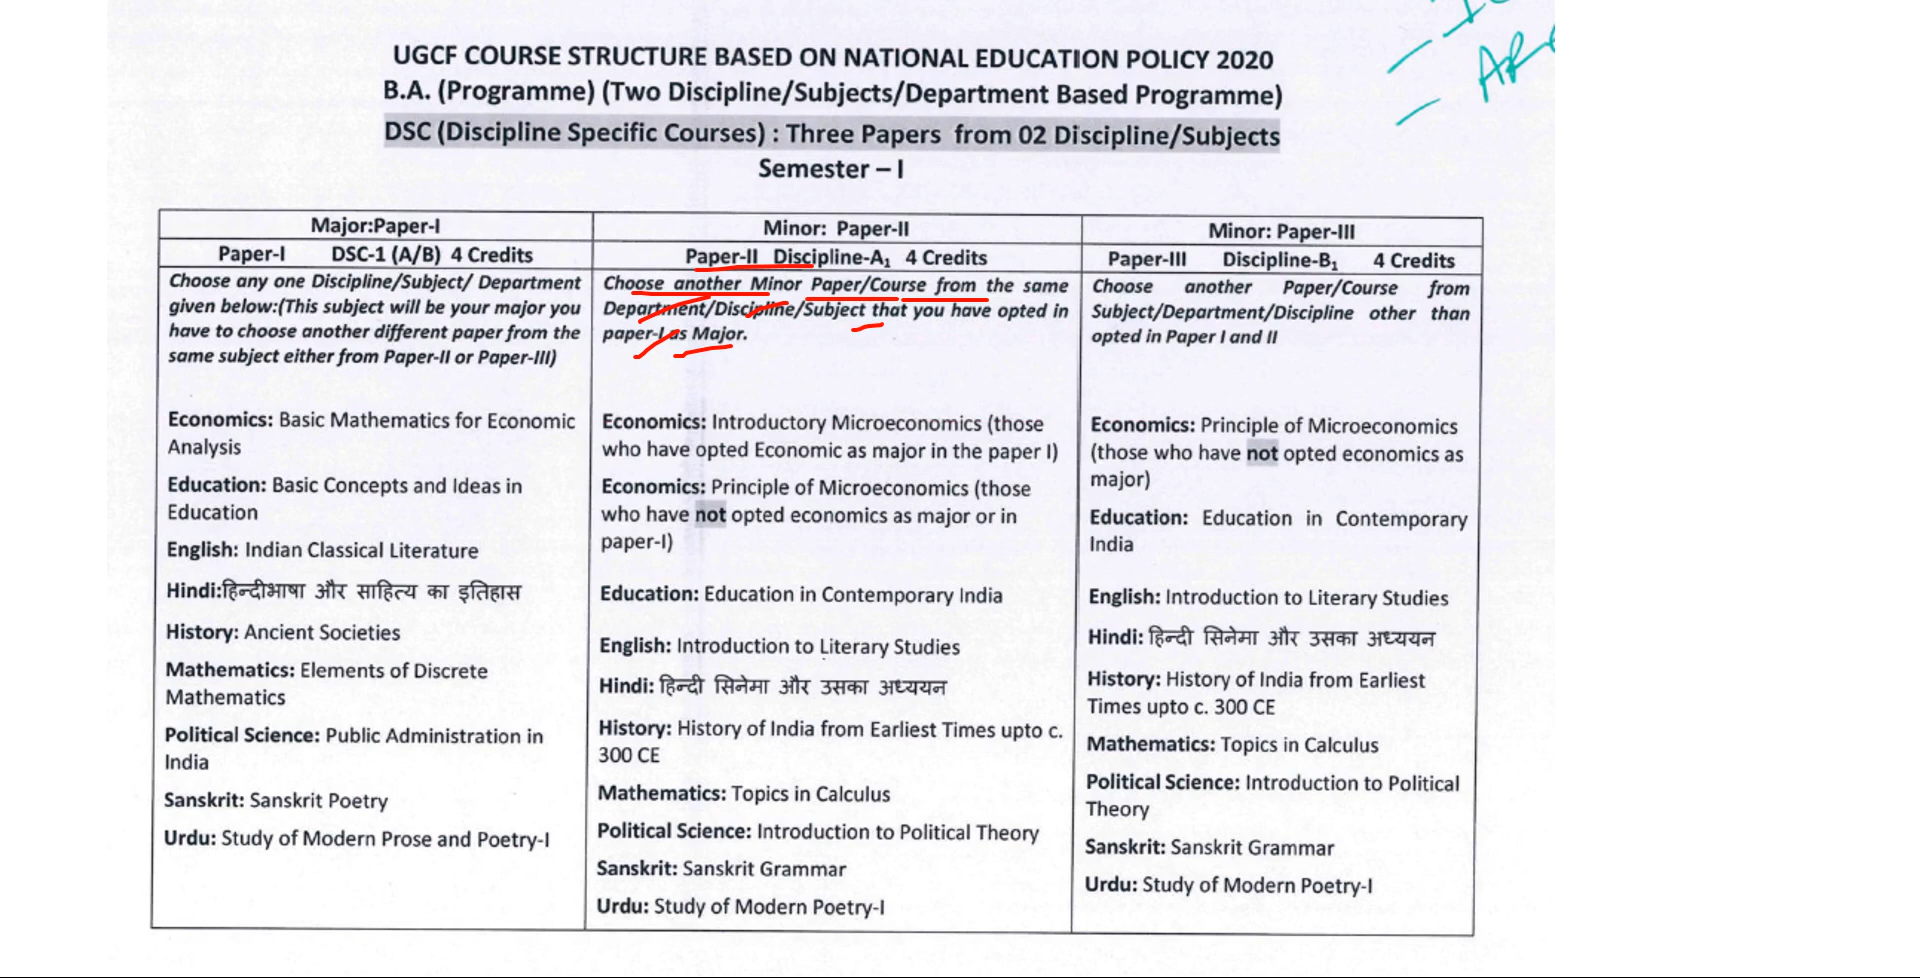 UGCF COURSE STRUCTURE BASED ON NATIONAL EDUCATION POLICY 2020
B.A. (Programme) (Two Discipline/Subjects/Department Based Programme)
DSC (Discipline Specific Courses) : Three Papers from 02 Discipline/Subjects
Semester – I
Major:Paper-I
Paper-I DSC-1 (A/B) 4 Credits
Choose any one Discipline/Subject/ Department
given below:(This subject will be your major you
have to choose another different paper from the
same subject either from Paper-II or Paper-III)
Economics: Basic Mathematics for Economic
Analysis
Education: Basic Concepts and Ideas in
Education
English: Indian Classical Literature
Hindi:हिन्दीभाषा और साहित्य का इतिहास
History: Ancient Societies
Mathematics: Elements of Discrete
Mathematics
Political Science: Public Administration in
India
Sanskrit: Sanskrit Poetry
Urdu: Study of Modern Prose and Poetry-I
Minor: Paper-II
Paper-II Discipline-A₁ 4 Credits
Choose another Minor Paper/Course from the same
Department/Discipline/Subject that you have opted in
paper-I as Major.
Economics: Introductory Microeconomics (those
who have opted Economic as major in the paper I)
Economics: Principle of Microeconomics (those
who have not opted economics as major or in
paper-I)
Education: Education in Contemporary India
English: Introduction to Literary Studies
Hindi: हिन्दी सिनेमा और उसका अध्ययन
History: History of India from Earliest Times upto c.
300 CE
Mathematics: Topics in Calculus
Political Science: Introduction to Political Theory
Sanskrit: Sanskrit Grammar
Urdu: Study of Modern Poetry-I
Minor: Paper-III
Paper-III Discipline-B₁ 4 Credits
Choose another Paper/Course from
Subject/Department/Discipline other than
opted in Paper I and II
Economics: Principle of Microeconomics
(those who have not opted economics as
major)
Education: Education in Contemporary
India
English: Introduction to Literary Studies
Hindi: हिन्दी सिनेमा और उसका अध्ययन
History: History of India from Earliest
Times upto c. 300 CE
Mathematics: Topics in Calculus
Political Science: Introduction to Political
Theory
Sanskrit: Sanskrit Grammar
Urdu: Study of Modern Poetry-I